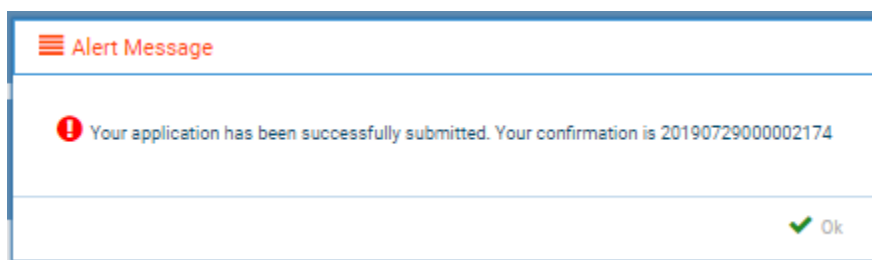 Alert Message
Your application has been successfully submitted. Your confirmation is 20190729000002174
Ok